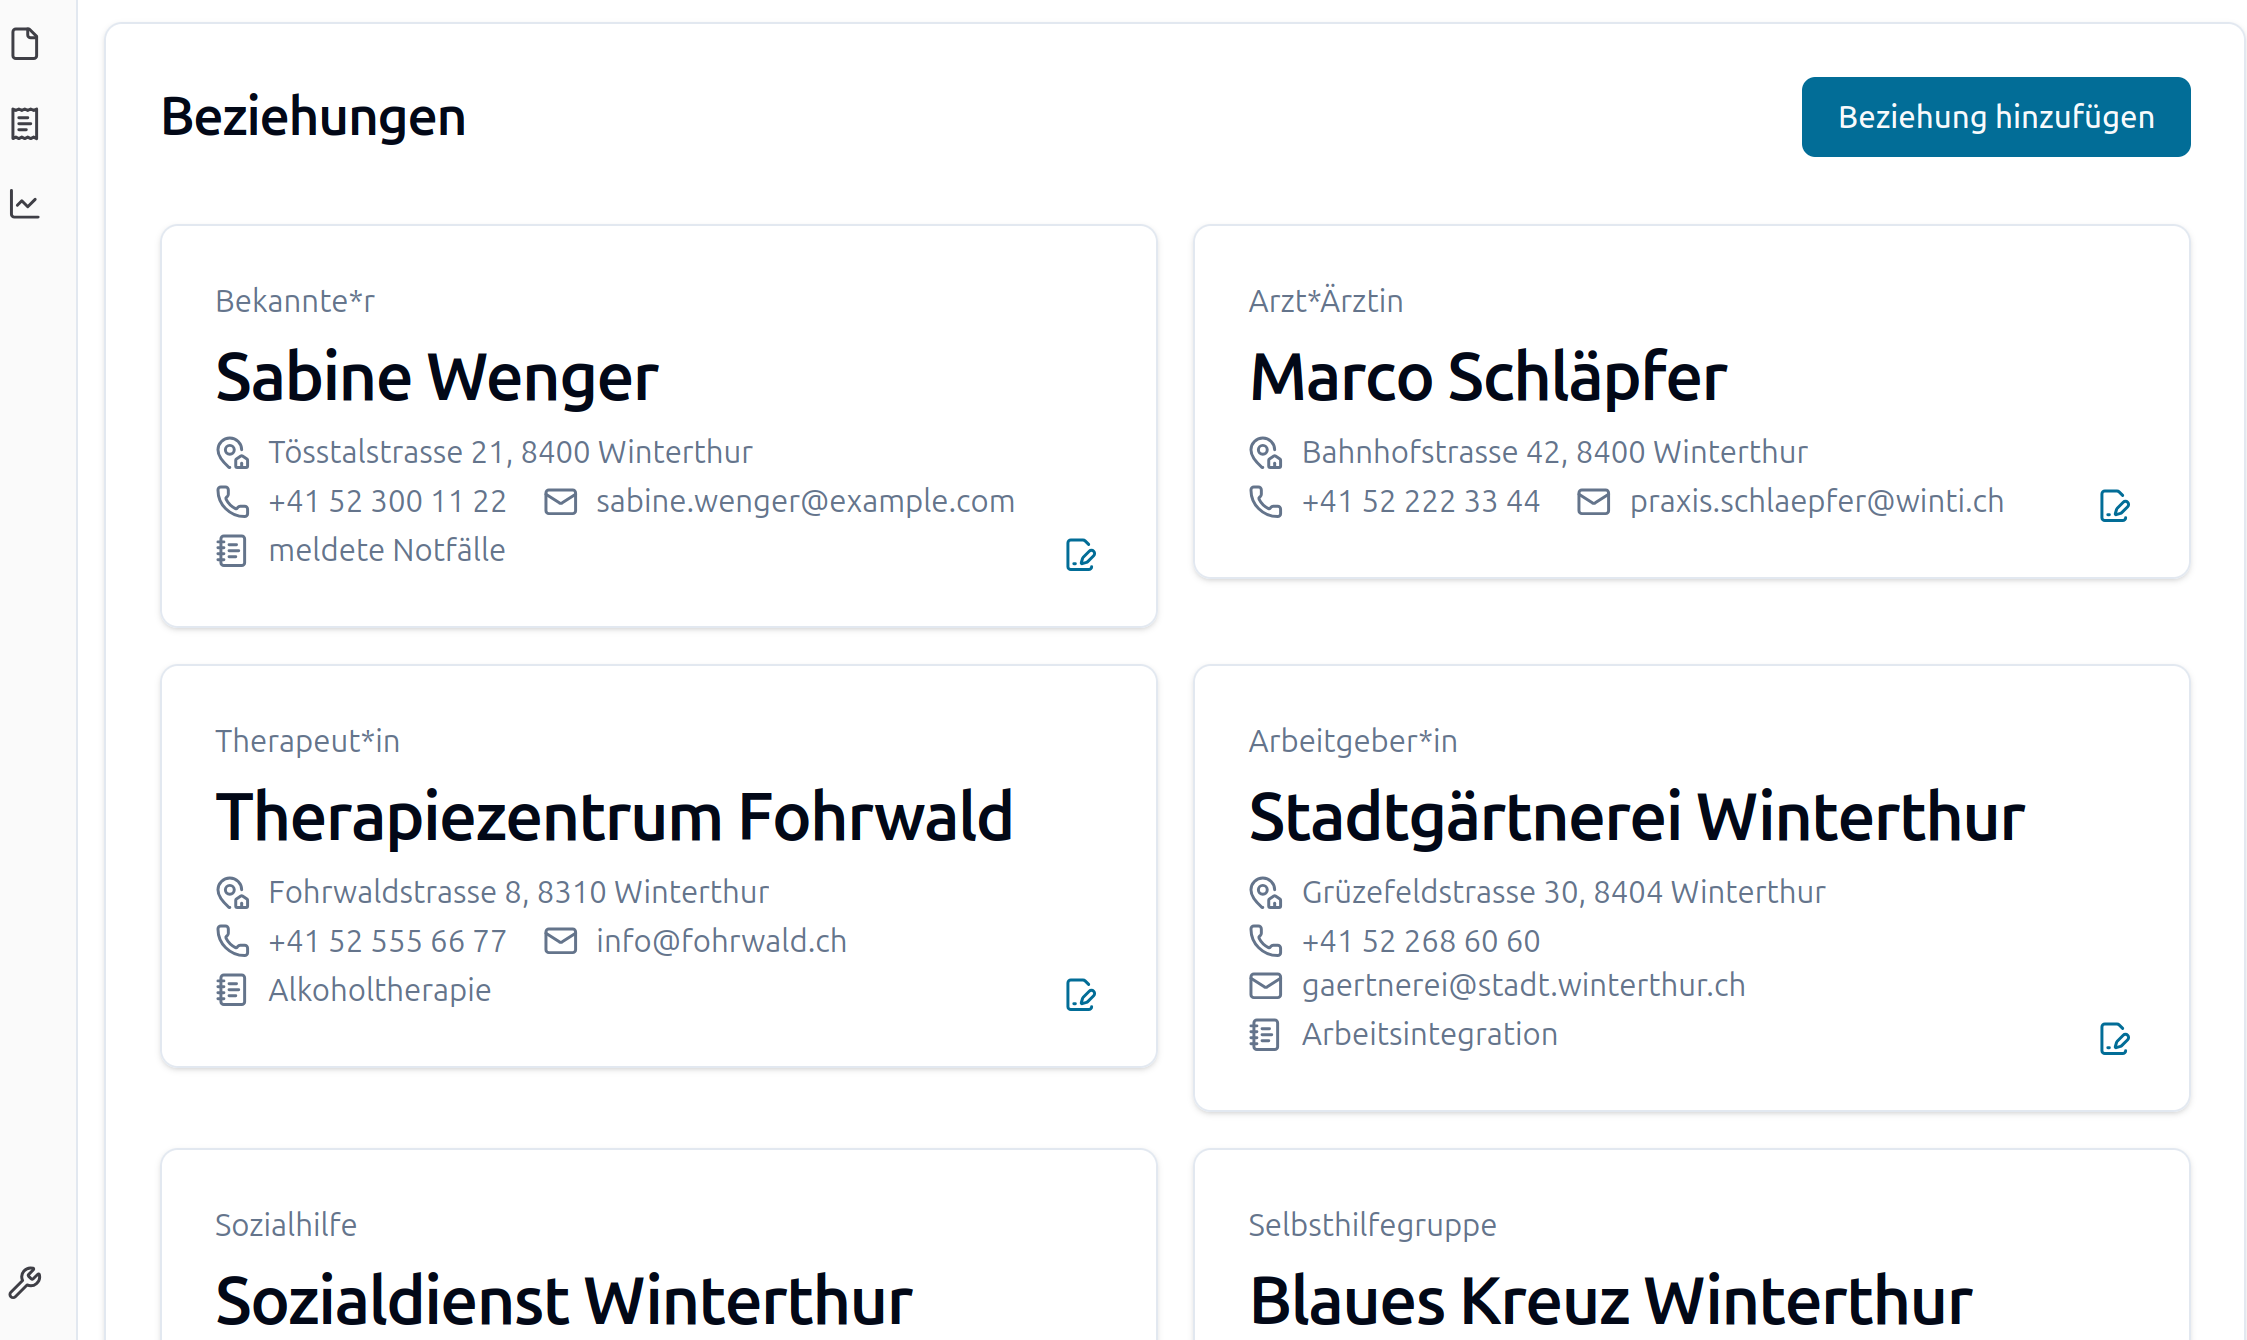 Beziehungen
Beziehung hinzufügen
Bekannte*r
Sabine Wenger
Tösstalstrasse 21, 8400 Winterthur
+41 52 300 11 22 sabine.wenger@example.com
meldete Notfälle
Arzt*Ärztin
Marco Schläpfer
Bahnhofstrasse 42, 8400 Winterthur
+41 52 222 33 44 praxis.schlaepfer@winti.ch
Therapeut*in
Therapiezentrum Fohrwald
Fohrwaldstrasse 8, 8310 Winterthur
+41 52 555 66 77 info@fohrwald.ch
Alkoholtherapie
Arbeitgeber*in
Stadtgärtnerei Winterthur
Grüzefeldstrasse 30, 8404 Winterthur
+41 52 268 60 60
gaertnerei@stadt.winterthur.ch
Arbeitsintegration
Sozialhilfe
Sozialdienst Winterthur
Selbsthilfegruppe
Blaues Kreuz Winterthur